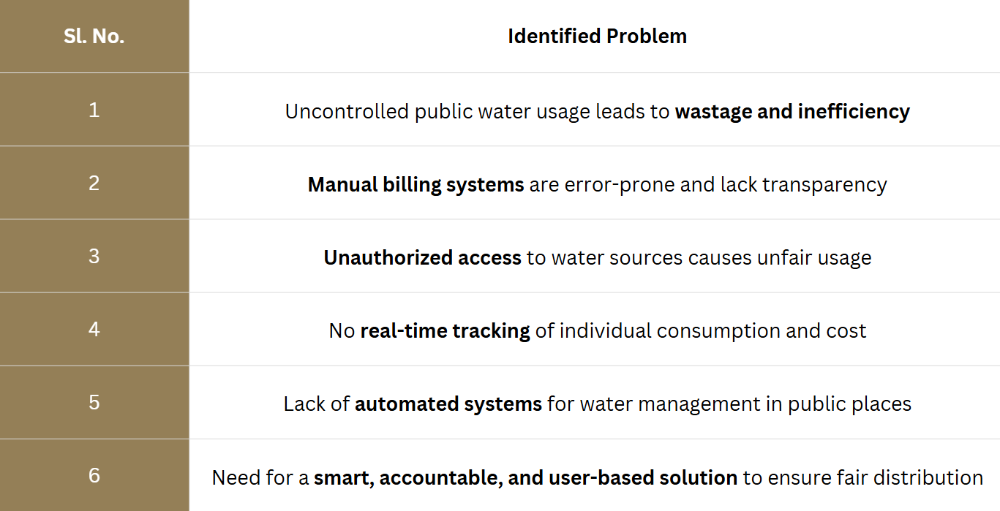 Sl. No. Identified Problem
1 Uncontrolled public water usage leads to wastage and inefficiency
2 Manual billing systems are error-prone and lack transparency
3 Unauthorized access to water sources causes unfair usage
4 No real-time tracking of individual consumption and cost
5 Lack of automated systems for water management in public places
6 Need for a smart, accountable, and user-based solution to ensure fair distribution